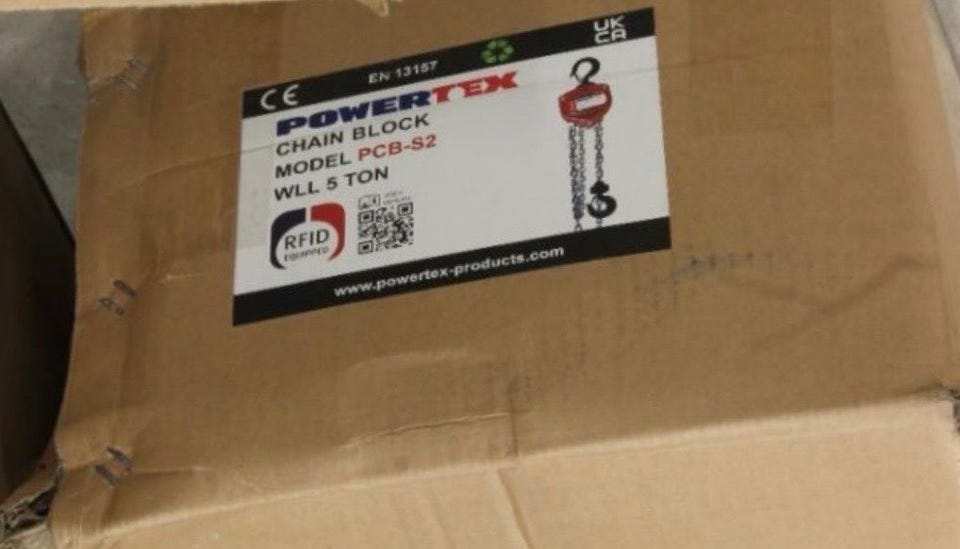 CE EN 13157 UK
CA
POWERTEX
CHAIN BLOCK
MODEL PCB-S2
WLL 5 TON
RFID
EQUIPPED
www.powertex-products.com